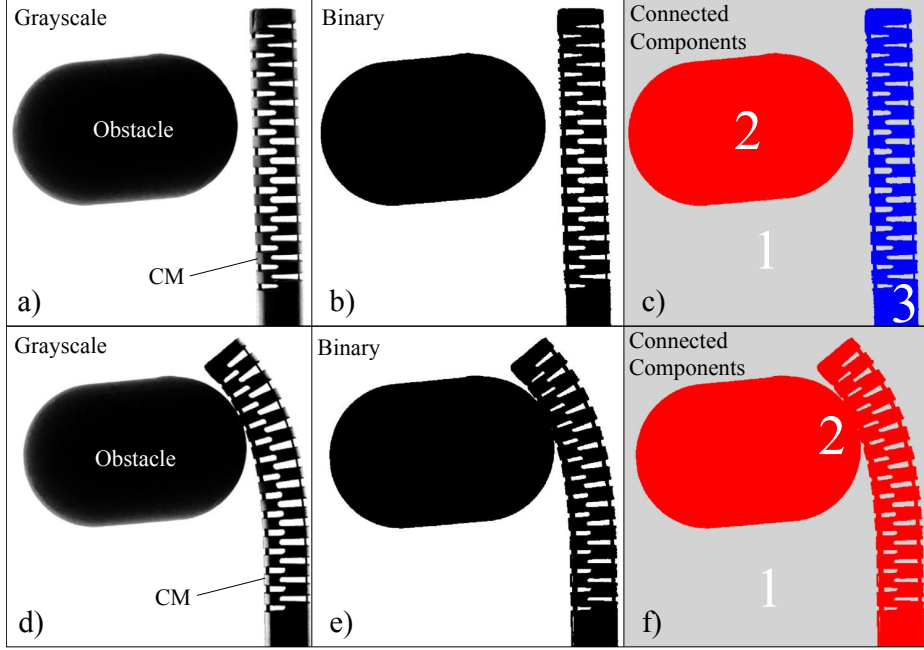 Grayscale
Obstacle
CM
a)
Binary
b)
Connected
Components
2
1
3
c)
Grayscale
Obstacle
CM
d)
Binary
e)
Connected
Components
2
1
f)